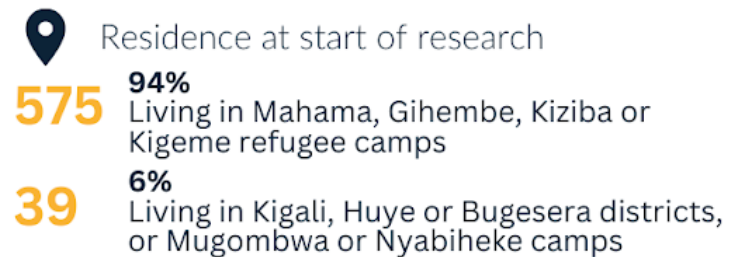 Residence at start of research
575
94%
Living in Mahama, Gihembe, Kiziba or
Kigeme refugee camps
39
6%
Living in Kigali, Huye or Bugesera districts,
or Mugombwa or Nyabiheke camps